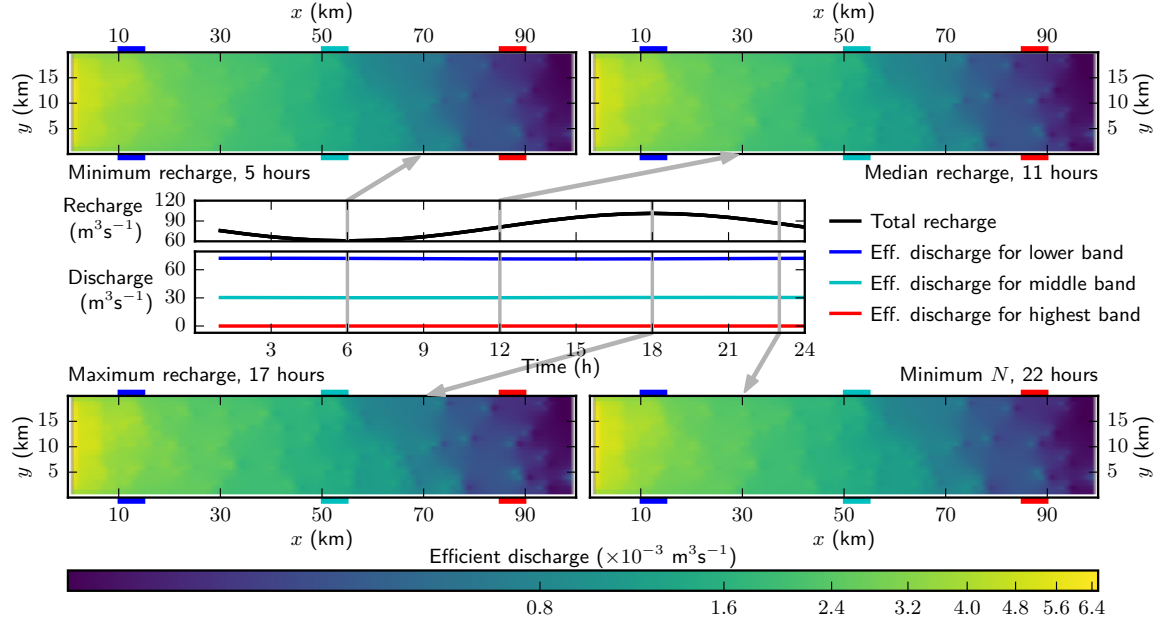 x (km) x (km)
10 30 50 70 90 10 30 50 70 90
y (km) 15 10 5 15 10 5 y (km)
Minimum recharge, 5 hours Median recharge, 11 hours
Recharge (m³s⁻¹) 120 90 60
Discharge (m³s⁻¹) 60 30 0
Total recharge
Eff. discharge for lower band
Eff. discharge for middle band
Eff. discharge for highest band
3 6 9 12 15 18 21 24
Time (h)
Maximum recharge, 17 hours Minimum N, 22 hours
y (km) 15 10 5 15 10 5 y (km)
10 30 50 70 90 10 30 50 70 90
x (km) x (km)
Efficient discharge (×10⁻³ m³s⁻¹)
0.8 1.6 2.4 3.2 4.0 4.8 5.6 6.4